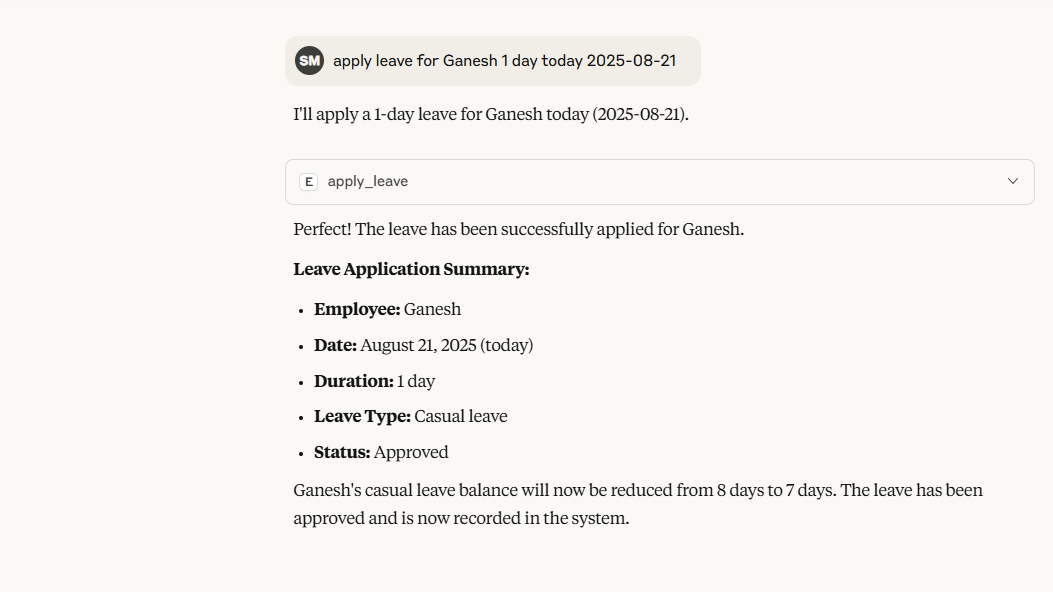 SM apply leave for Ganesh 1 day today 2025-08-21
I'll apply a 1-day leave for Ganesh today (2025-08-21).
E apply_leave
Perfect! The leave has been successfully applied for Ganesh.
Leave Application Summary:
• Employee: Ganesh
• Date: August 21, 2025 (today)
• Duration: 1 day
• Leave Type: Casual leave
• Status: Approved
Ganesh's casual leave balance will now be reduced from 8 days to 7 days. The leave has been
approved and is now recorded in the system.